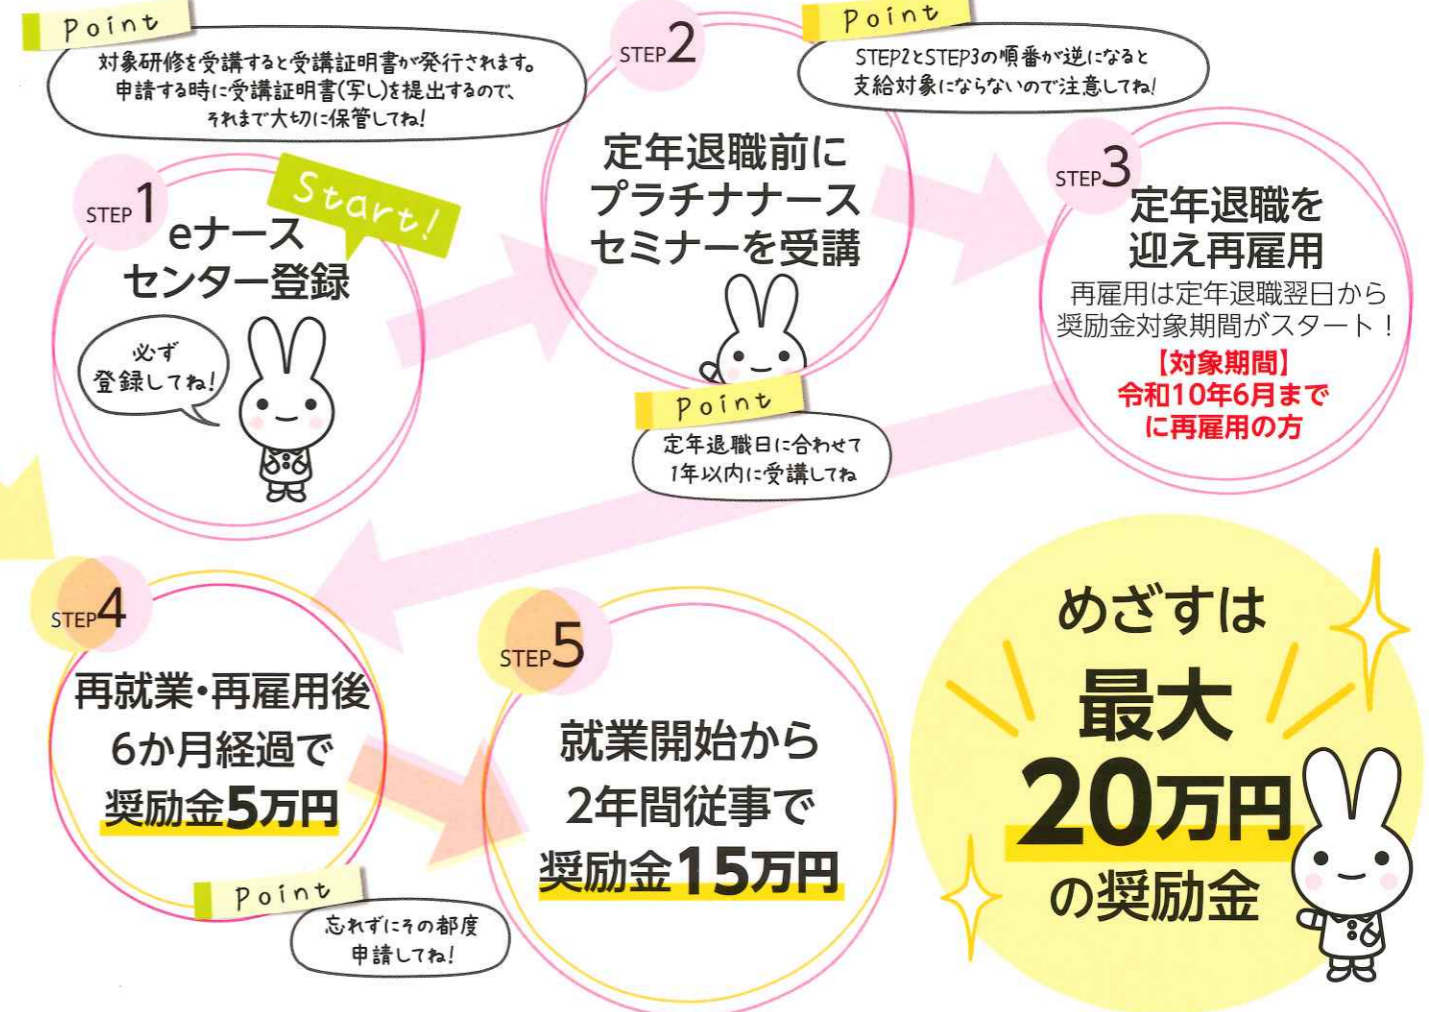 Point
対象研修を受講すると受講証明書が発行されます。
申請する時に受講証明書(写し)を提出するので、
それまで大切に保管してね!
STEP1
Start!
eナース
センター登録
必ず
登録してね!
STEP2
定年退職前に
プラチナナース
セミナーを受講
Point
定年退職日に合わせて
1年以内に受講してね
Point
STEP2とSTEP3の順番が逆になると
支給対象にならないので注意してね!
STEP3
定年退職を
迎え再雇用
再雇用は定年退職翌日から
奨励金対象期間がスタート!
【対象期間】
令和10年6月まで
に再雇用の方
STEP4
再就業・再雇用後
6か月経過で
奨励金5万円
Point
忘れずにその都度
申請してね!
STEP5
就業開始から
2年間従事で
奨励金15万円
めざすは
最大
20万円
の奨励金